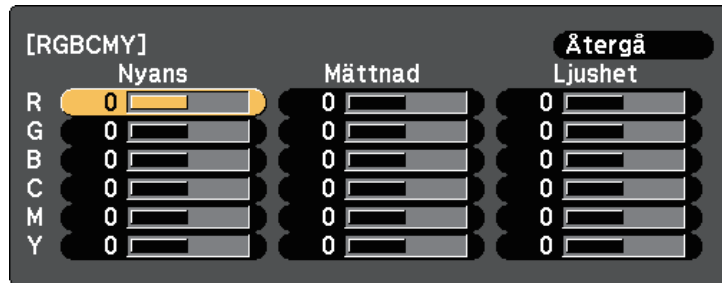 [RGBCMY] Återgå
Nyans Mättnad Ljushet
R 0 0 0
G 0 0 0
B 0 0 0
C 0 0 0
M 0 0 0
Y 0 0 0